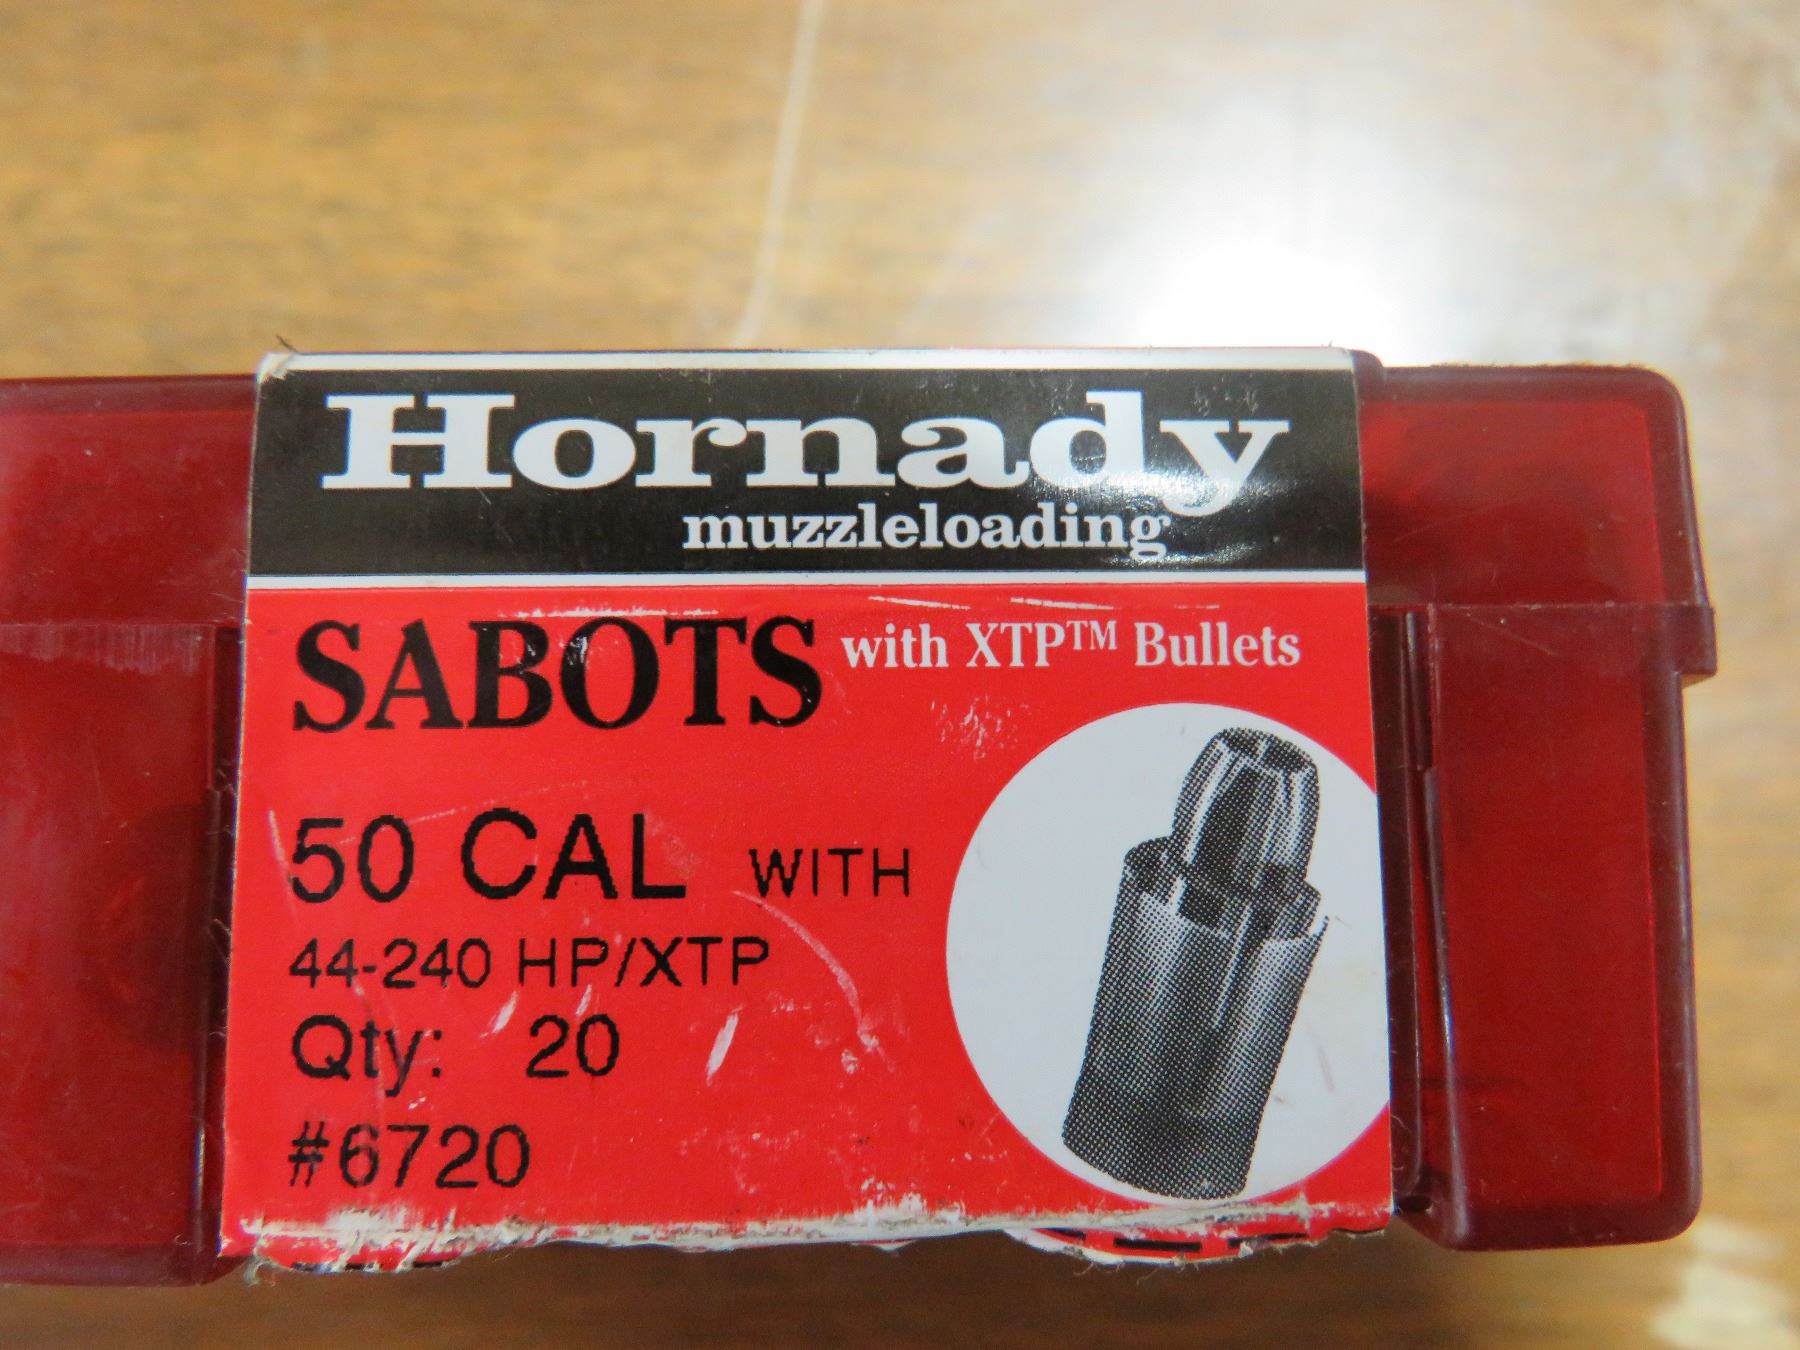 Hornady
muzzleloading
SABOTS with XTP™ Bullets
50 CAL WITH
44-240 HP/XTP
Qty: 20
#6720